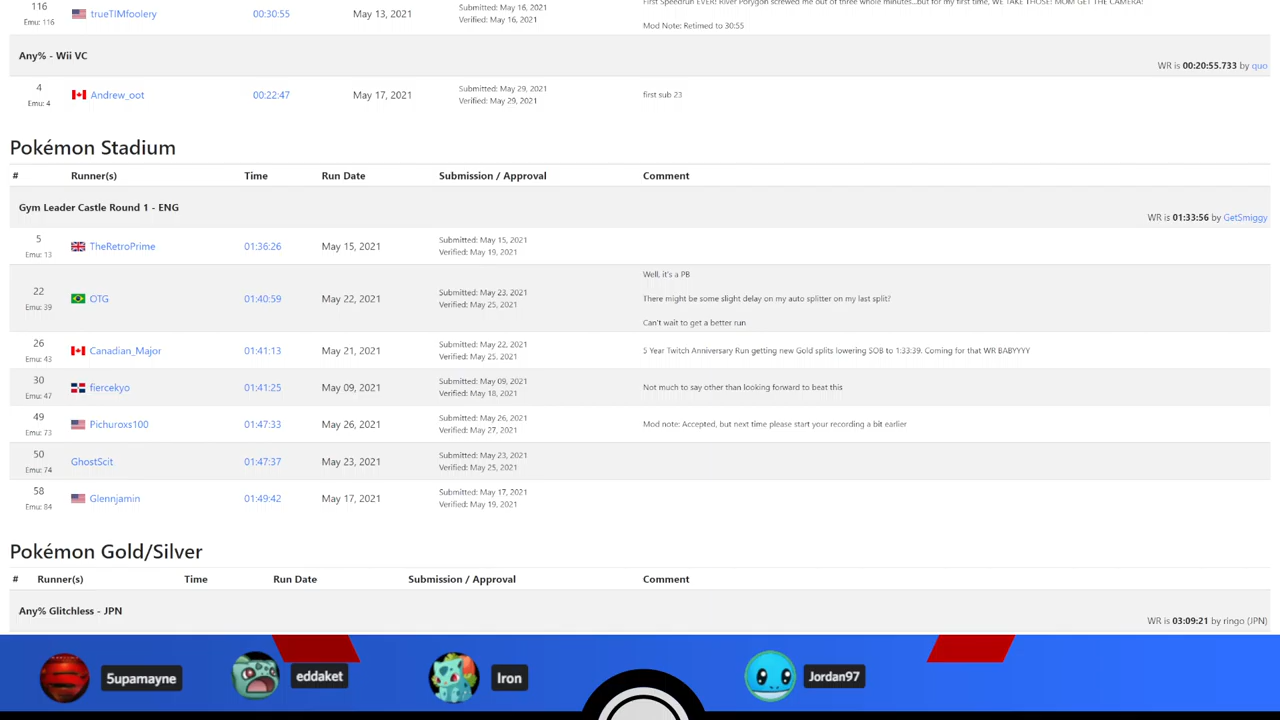 116 trueTIMfoolery 00:30:55 May 13, 2021 Submitted: May 16, 2021 First Speedrun EVER! River Porygon screwed me out of three whole minutes...but for my first time, WE TAKE THOSE! MOM GET THE CAMERA!
Emu: 116 Verified: May 16, 2021 Mod Note: Retimed to 30:55
Any% - Wii VC
WR is 00:20:55.733 by quo
4 Andrew_oot 00:22:47 May 17, 2021 Submitted: May 29, 2021 first sub 23
Emu: 4 Verified: May 29, 2021
Pokémon Stadium
# Runner(s) Time Run Date Submission / Approval Comment
Gym Leader Castle Round 1 - ENG
WR is 01:33:56 by GetSmiggy
5 TheRetroPrime 01:36:26 May 15, 2021 Submitted: May 15, 2021
Emu: 13 Verified: May 19, 2021
Well, it's a PB
22 OTG 01:40:59 May 22, 2021 Submitted: May 23, 2021 There might be some slight delay on my auto splitter on my last split?
Emu: 39 Verified: May 25, 2021
Can't wait to get a better run
26 Canadian_Major 01:41:13 May 21, 2021 Submitted: May 22, 2021 5 Year Twitch Anniversary Run getting new Gold splits lowering SOB to 1:33:39. Coming for that WR BABYYYY
Emu: 43 Verified: May 25, 2021
30 fiercekyo 01:41:25 May 09, 2021 Submitted: May 09, 2021 Not much to say other than looking forward to beat this
Emu: 47 Verified: May 18, 2021
49 Pichuroxs100 01:47:33 May 26, 2021 Submitted: May 26, 2021 Mod note: Accepted, but next time please start your recording a bit earlier
Emu: 73 Verified: May 27, 2021
50 GhostScit 01:47:37 May 23, 2021 Submitted: May 23, 2021
Emu: 74 Verified: May 25, 2021
58 Glennjamin 01:49:42 May 17, 2021 Submitted: May 17, 2021
Emu: 84 Verified: May 19, 2021
Pokémon Gold/Silver
# Runner(s) Time Run Date Submission / Approval Comment
Any% Glitchless - JPN
WR is 03:09:21 by ringo (JPN)
5upamayne eddaket Iron Jordan97